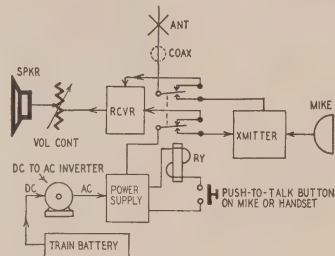 ANT
COAX
SPKR
RCVR
VOL CONT
MIKE
XMITTER
DC TO AC INVERTER
DC
AC
POWER
SUPPLY
RY
PUSH-TO-TALK BUTTON
ON MIKE OR HANDSET
TRAIN BATTERY